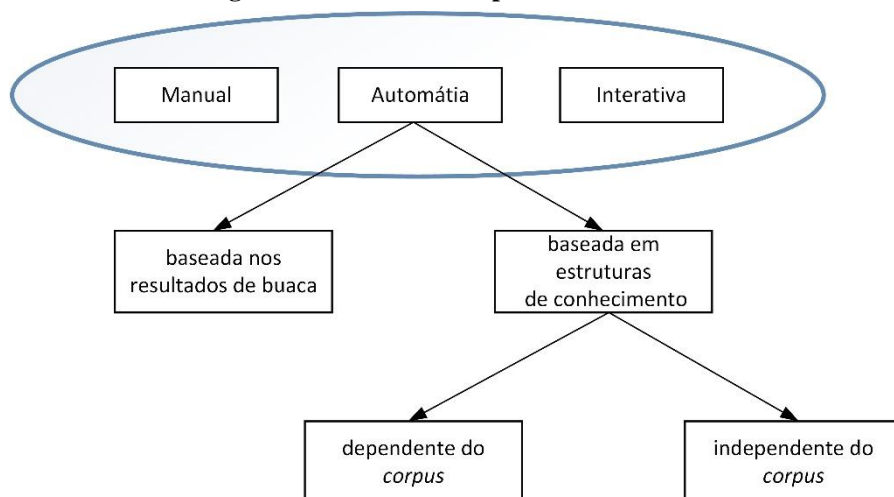 Manual
Automátia
Interativa
baseada nos
resultados de buaca
baseada em
estruturas
de conhecimento
dependente do
corpus
independente do
corpus